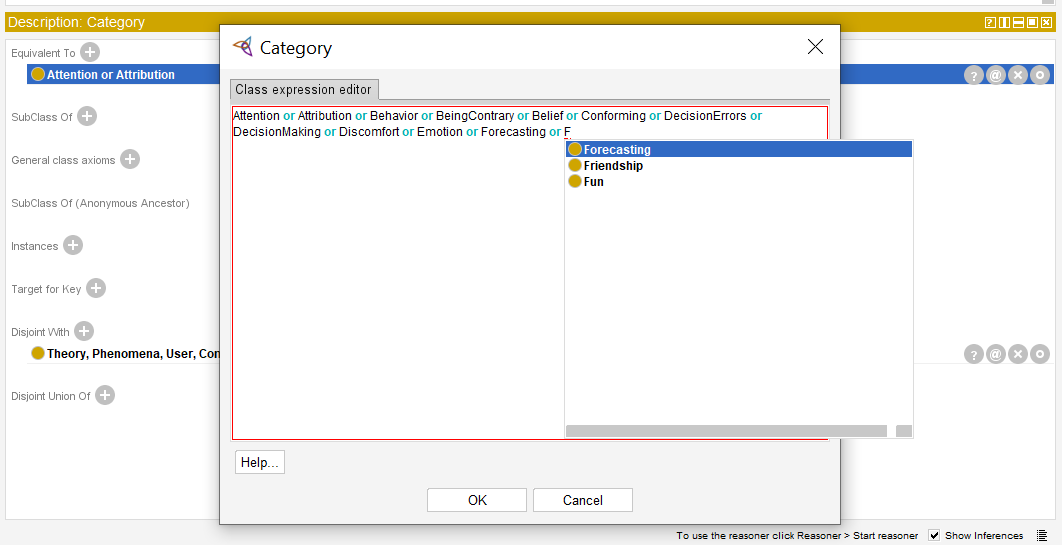 Description: Category
Equivalent To
Attention or Attribution
SubClass Of
General class axioms
SubClass Of (Anonymous Ancestor)
Instances
Target for Key
Disjoint With
Theory, Phenomena, User, Con
Disjoint Union Of
Category
Class expression editor
Attention or Attribution or Behavior or BeingContrary or Belief or Conforming or DecisionErrors or
DecisionMaking or Discomfort or Emotion or Forecasting or F
Forecasting
Friendship
Fun
Help...
OK Cancel
To use the reasoner click Reasoner > Start reasoner Show Inferences